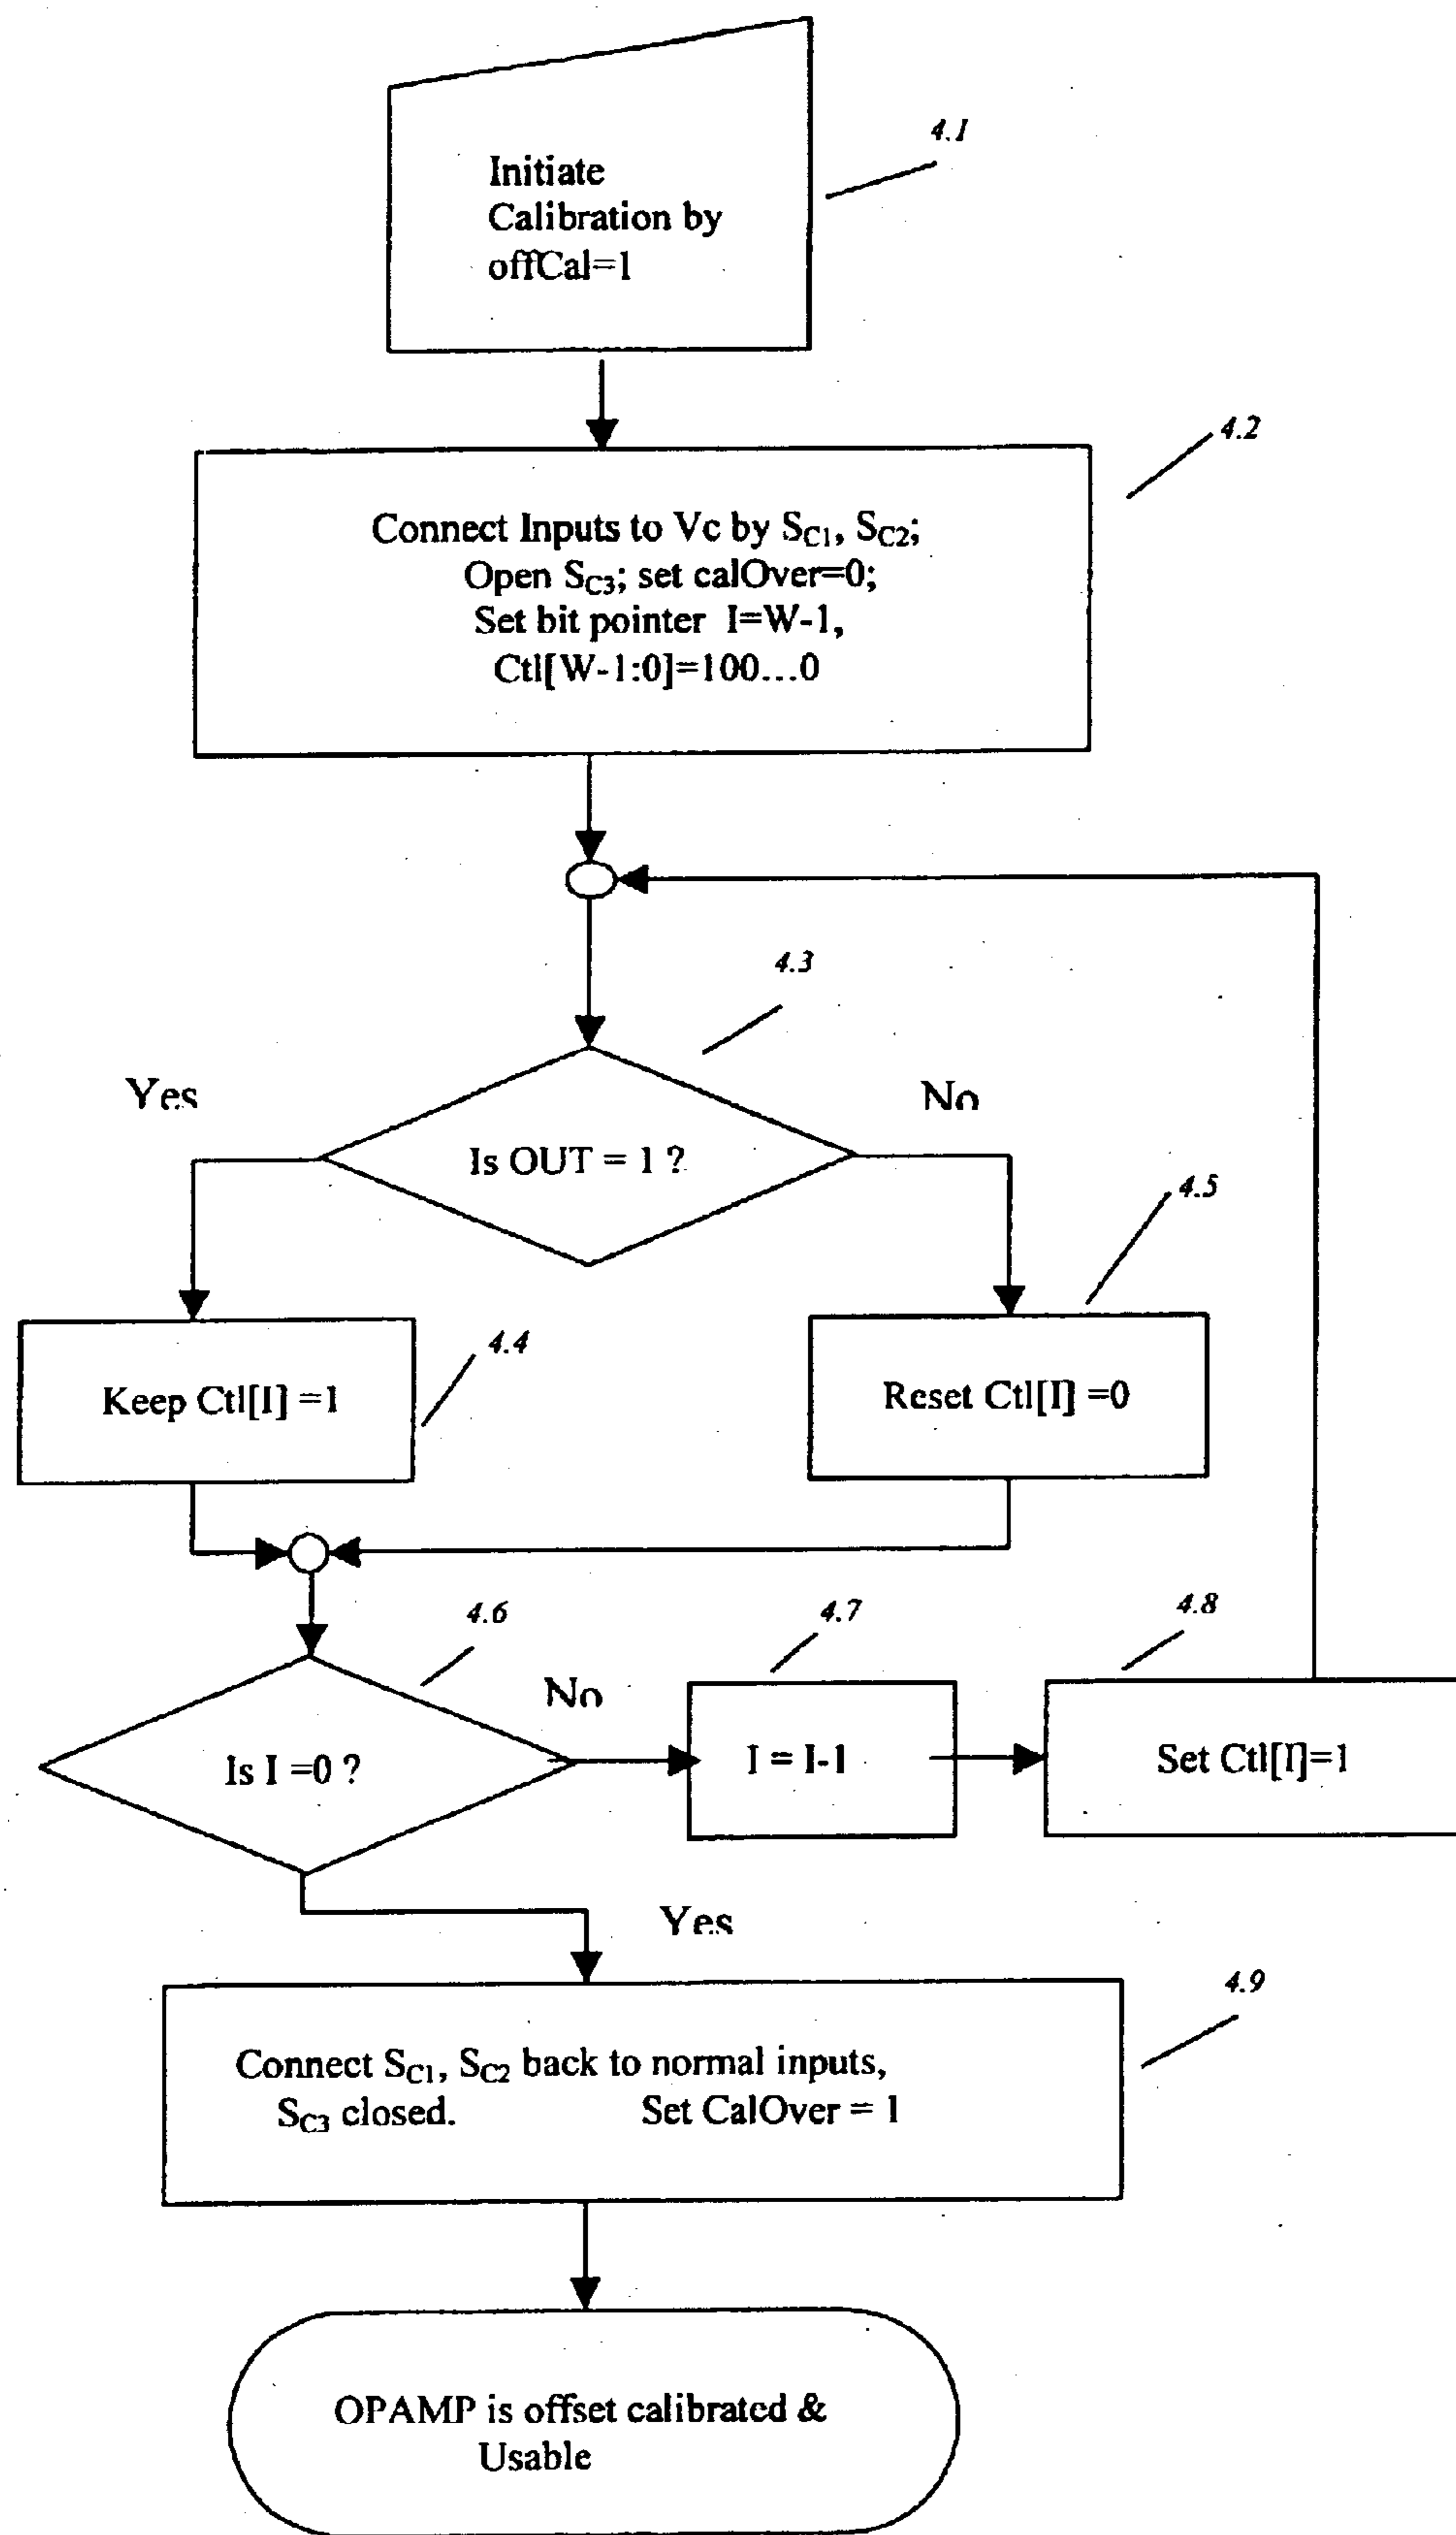 4.1
Initiate
Calibration by
offCal=1
4.2
Connect Inputs to Vc by SC1, SC2;
Open SC3; set calOver=0;
Set bit pointer I=W-1,
Ctl[W-1:0]=100...0
4.3
Yes
No
Is OUT = 1 ?
4.5
4.4
Keep Ctl[I] =1
Reset Ctl[I] =0
4.6
4.7
4.8
No
Is I =0 ?
I = I-1
Set Ctl[I]=1
Yes
4.9
Connect SC1, SC2 back to normal inputs,
SC3 closed. Set CalOver = 1
OPAMP is offset calibrated &
Usable